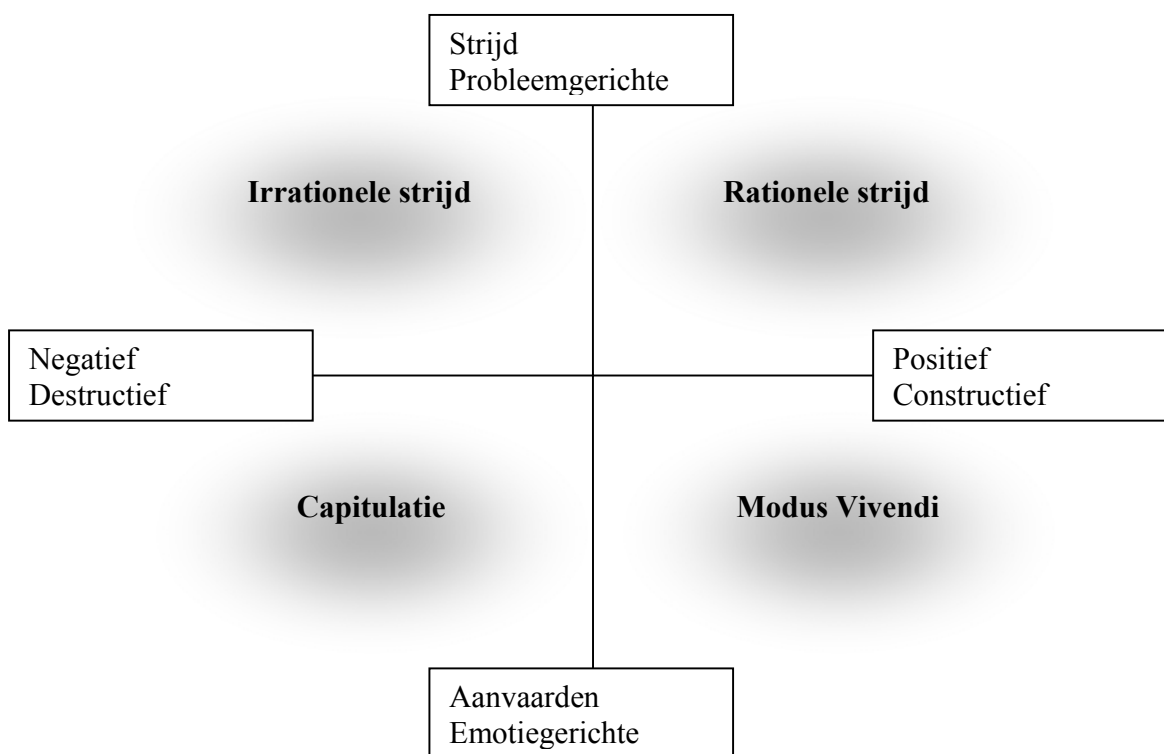 Strijd
Probleemgerichte
Irrationele strijd
Rationele strijd
Negatief
Destructief
Positief
Constructief
Capitulatie
Modus Vivendi
Aanvaarden
Emotiegerichte